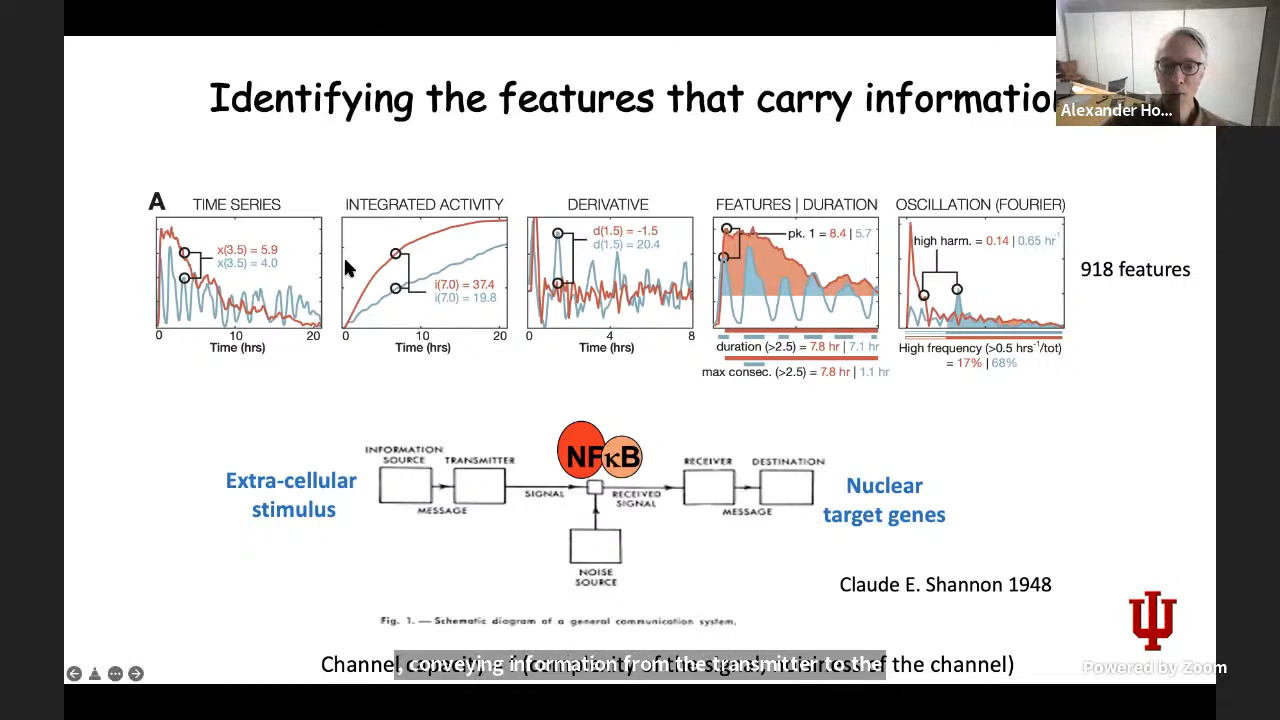 Identifying the features that carry informatio
Alexander Ho...
A
TIME SERIES
x(3.5) = 5.9
x(3.5) = 4.0
0 10 20
Time (hrs)
INTEGRATED ACTIVITY
i(7.0) = 37.4
i(7.0) = 19.8
0 10 20
Time (hrs)
DERIVATIVE
d(1.5) = -1.5
d(1.5) = 20.4
0 4 8
Time (hrs)
FEATURES | DURATION
pk. 1 = 8.4 | 5.7
duration (>2.5) = 7.8 hr | 7.1 hr
max consec. (>2.5) = 7.8 hr | 1.1 hr
OSCILLATION (FOURIER)
high harm. = 0.14 | 0.65 hr⁻¹
High frequency (>0.5 hrs⁻¹/tot)
= 17% | 68%
918 features
Extra-cellular
stimulus
INFORMATION
SOURCE
TRANSMITTER
NFκB
RECEIVER
DESTINATION
SIGNAL
RECEIVED
SIGNAL
MESSAGE
MESSAGE
NOISE
SOURCE
Nuclear
target genes
Claude E. Shannon 1948
Fig. 1. — Schematic diagram of a general communication system.
Channel
of the channel)
, conveying information from the transmitter to the
Powered by Zoom